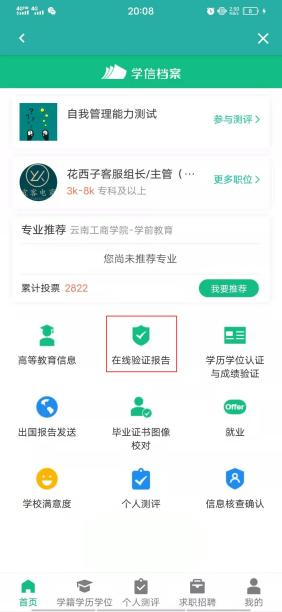 20:08
学信档案
自我管理能力测试
参与测评
花西子客服组长/主管（…
3k-8k 专科及以上
更多职位
专业推荐 云南工商学院-学前教育
您尚未推荐专业
累计投票 2822
我要推荐
高等教育信息
在线验证报告
学历学位认证
与成绩验证
出国报告发送
毕业证书图像
校对
Offer
就业
学校满意度
个人测评
信息核查确认
首页
学籍学历学位
个人测评
求职招聘
我的